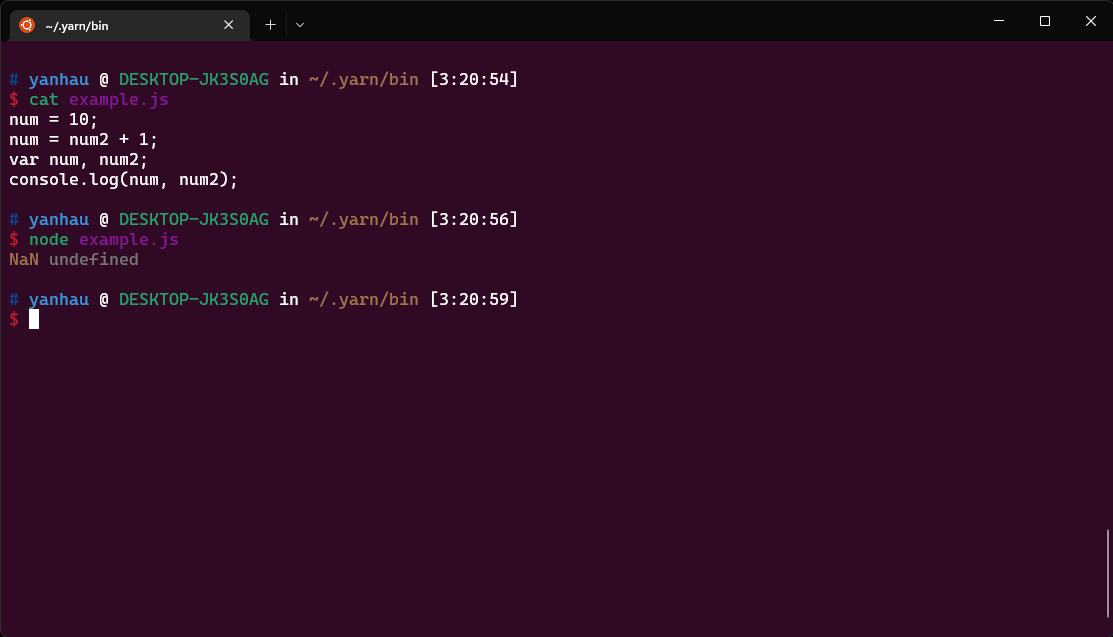 ~/.yarn/bin
# yanhau @ DESKTOP-JK3S0AG in ~/.yarn/bin [3:20:54]
$ cat example.js
num = 10;
num = num2 + 1;
var num, num2;
console.log(num, num2);
# yanhau @ DESKTOP-JK3S0AG in ~/.yarn/bin [3:20:56]
$ node example.js
NaN undefined
# yanhau @ DESKTOP-JK3S0AG in ~/.yarn/bin [3:20:59]
$